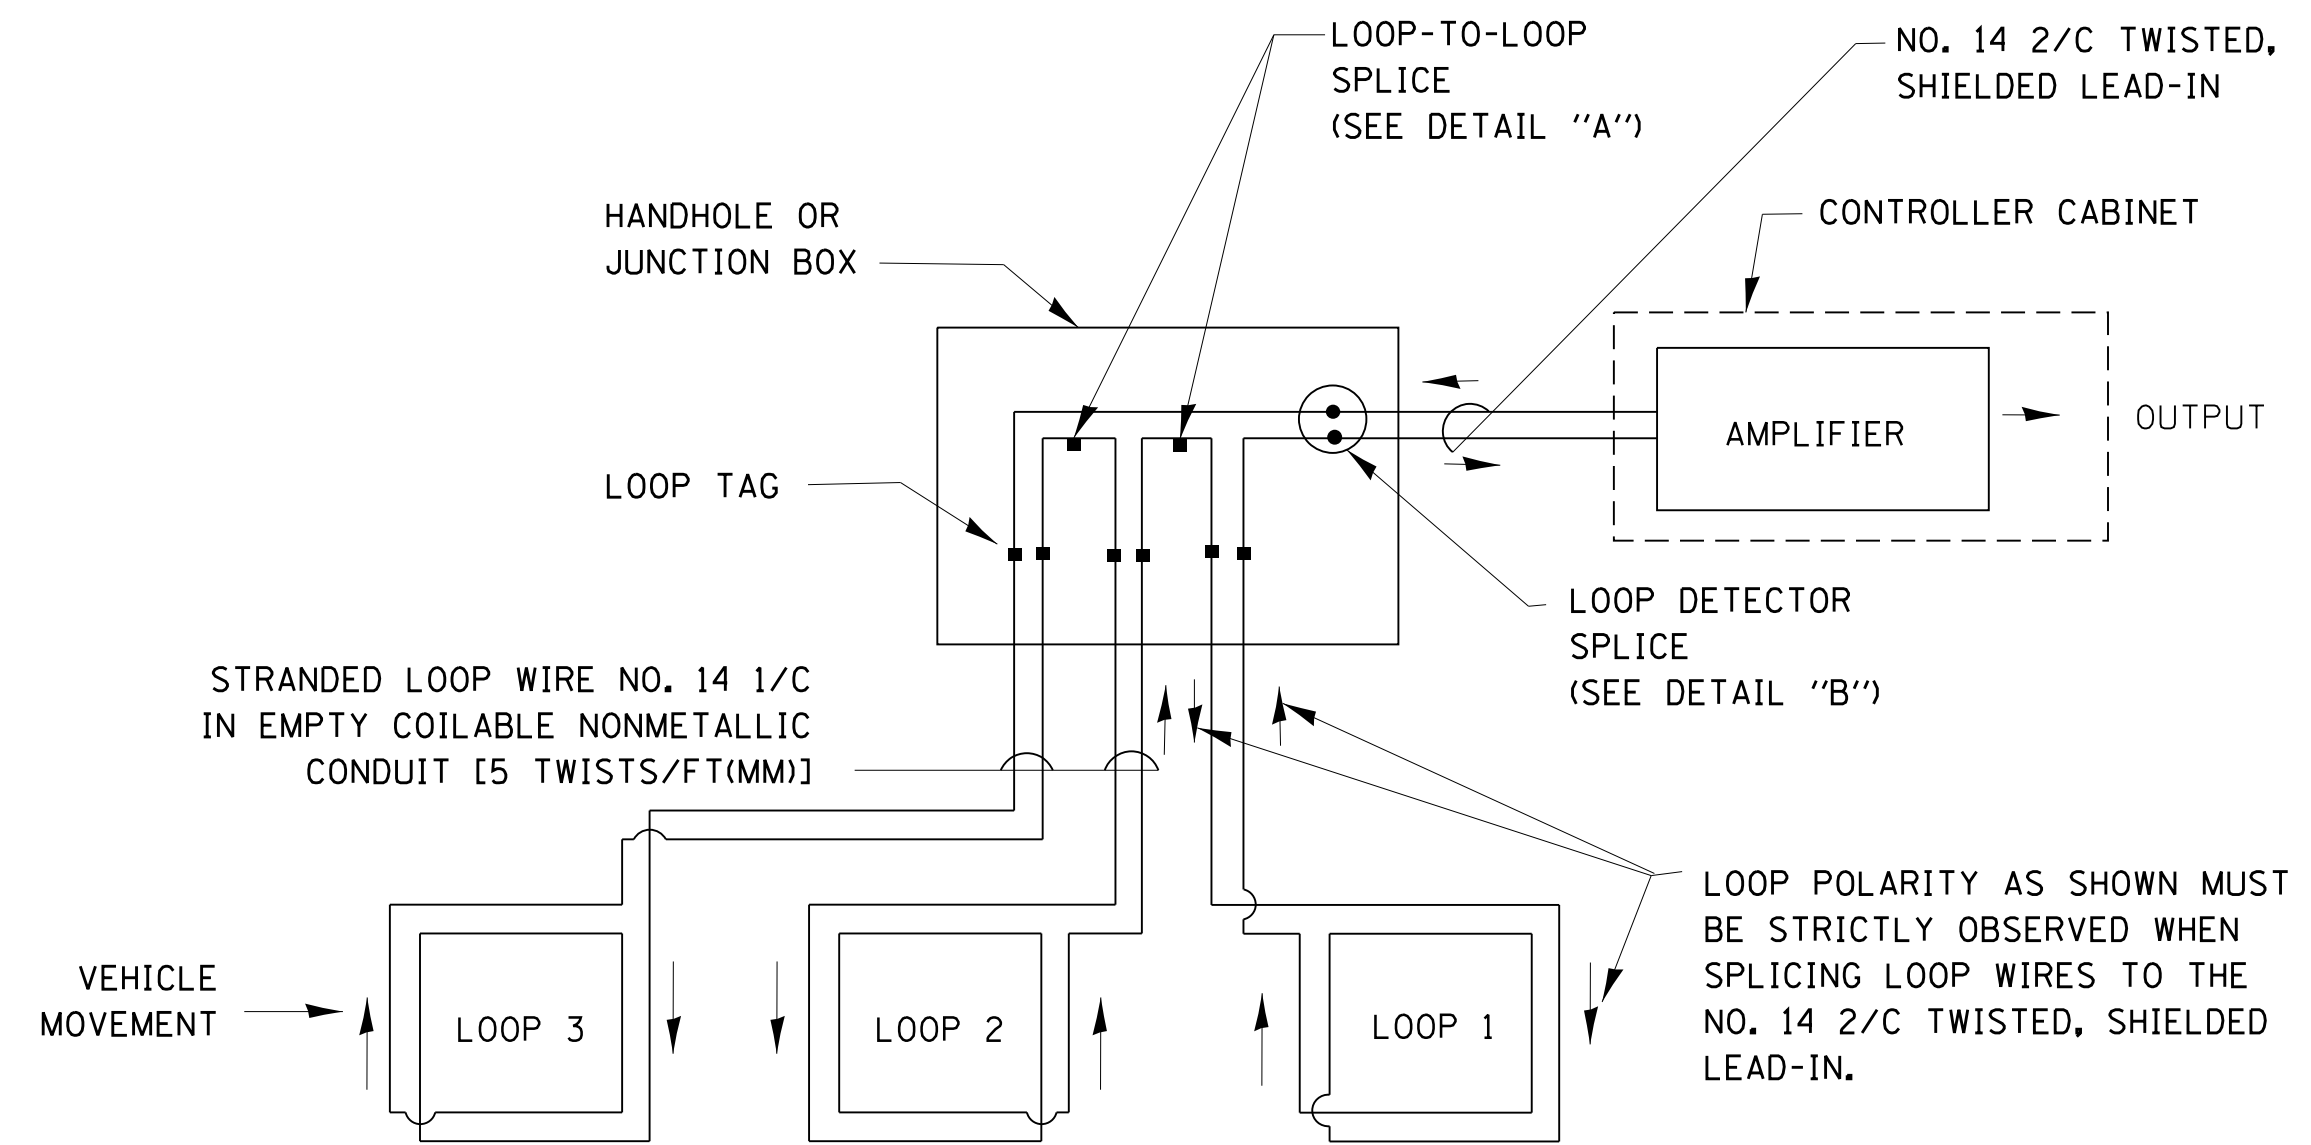 LOOP-TO-LOOP
SPLICE
(SEE DETAIL "A")
NO. 14 2/C TWISTED,
SHIELDED LEAD-IN
HANDHOLE OR
JUNCTION BOX
CONTROLLER CABINET
AMPLIFIER
OUTPUT
LOOP TAG
LOOP DETECTOR
SPLICE
(SEE DETAIL "B")
STRANDED LOOP WIRE NO. 14 1/C
IN EMPTY COILABLE NONMETALLIC
CONDUIT [5 TWISTS/FT(MM)]
LOOP POLARITY AS SHOWN MUST
BE STRICTLY OBSERVED WHEN
SPLICING LOOP WIRES TO THE
NO. 14 2/C TWISTED, SHIELDED
LEAD-IN.
VEHICLE
MOVEMENT
LOOP 3
LOOP 2
LOOP 1